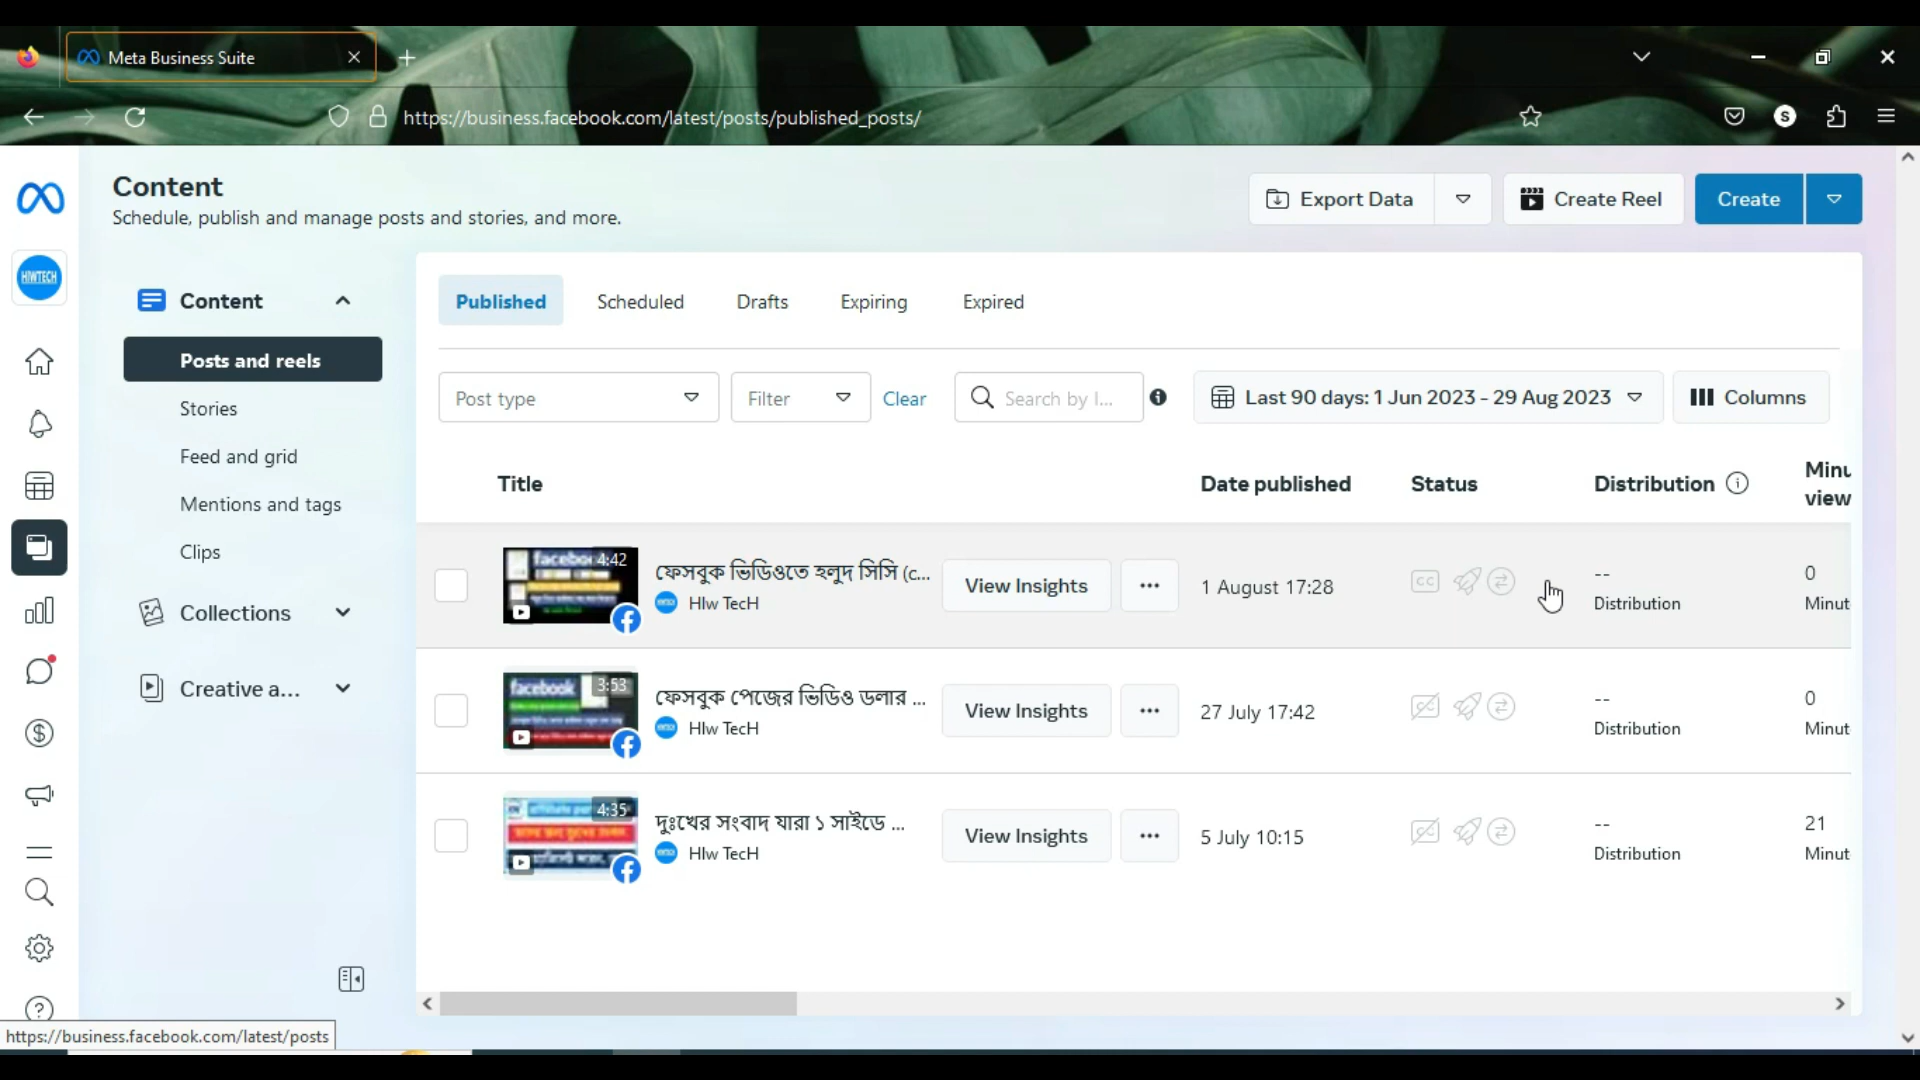 Meta Business Suite
https://business.facebook.com/latest/posts/published_posts/
S
Content
Schedule, publish and manage posts and stories, and more.
Export Data
Create Reel
Create
HIWTECH
Content
Posts and reels
Stories
Feed and grid
Mentions and tags
Clips
Collections
Creative a...
Published
Scheduled
Drafts
Expiring
Expired
Post type
Filter
Clear
Search by I...
Last 90 days: 1 Jun 2023 - 29 Aug 2023
Columns
Title
Date published
Status
Distribution
Minu
view
facebo
4:42
ফেসবুক ভিডিওতে হলুদ সিসি (c...
HIw TecH
View Insights
1 August 17:28
CC
--
Distribution
0
Minut
facebook
3:53
ফেসবুক পেজের ভিডিও ডলার ...
HIw TecH
View Insights
27 July 17:42
--
Distribution
0
Minut
4:35
দুঃখের সংবাদ যারা ১ সাইডে ...
HIw TecH
View Insights
5 July 10:15
--
Distribution
21
Minut
https://business.facebook.com/latest/posts